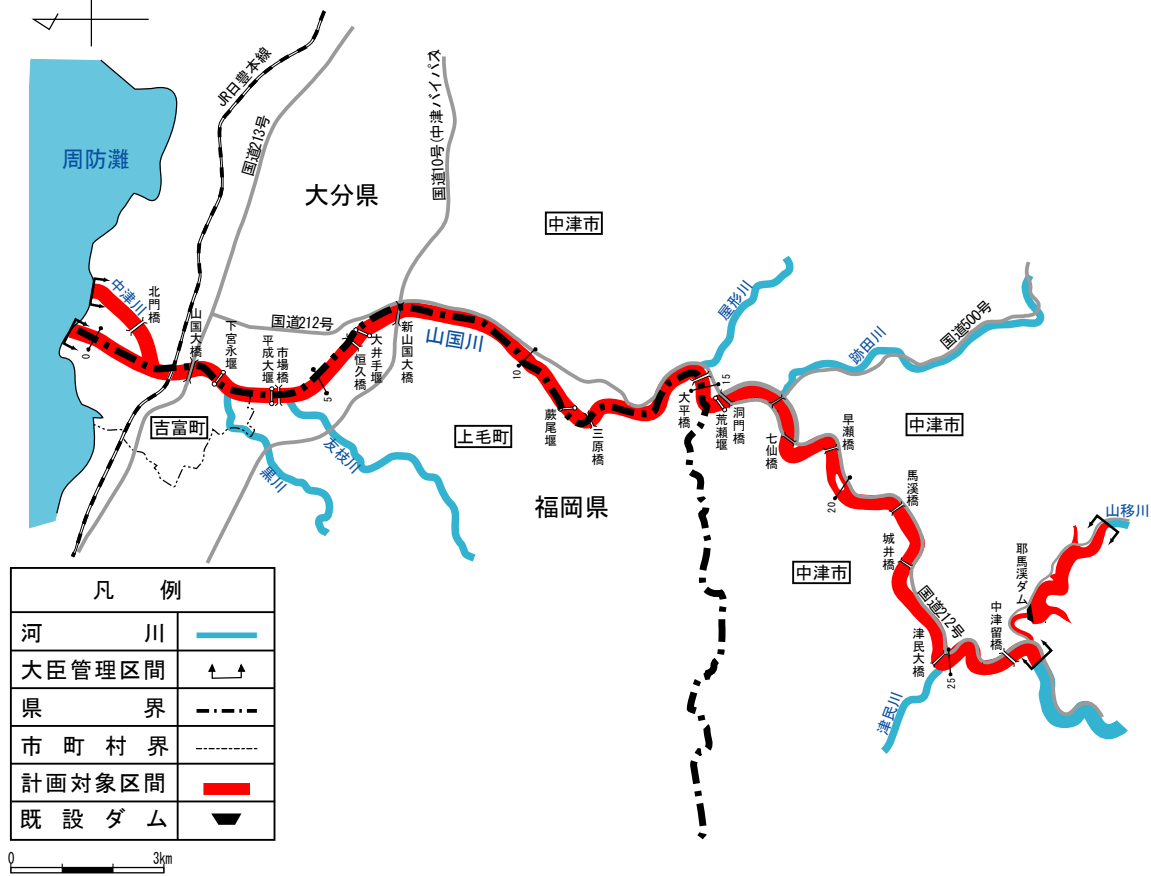 周防灘
JR日豊本線
国道213号
大分県
国道10号(中津バイパス)
中津市
中津川
北門橋
山国大橋
下宮永堰
平成大堰
市場橋
国道212号
恒久橋
大井手堰
新山国大橋
山国川
0
5
10
15
20
25
吉富町
黒川
友枝川
上毛町
蕨尾堰
三原橋
福岡県
屋形川
大平橋
荒瀬堰
洞門橋
跡田川
国道500号
七仙橋
早瀬橋
中津市
馬溪橋
城井橋
中津市
国道212号
津民大橋
津民川
中津留橋
耶馬溪ダム
山移川
凡例
河川
大臣管理区間
県界
市町村界
計画対象区間
既設ダム
0
3km